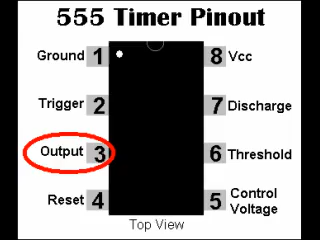 555 Timer Pinout
Ground 1 8 Vcc
Trigger 2 7 Discharge
Output 3 6 Threshold
Reset 4 5 Control
Voltage
Top View